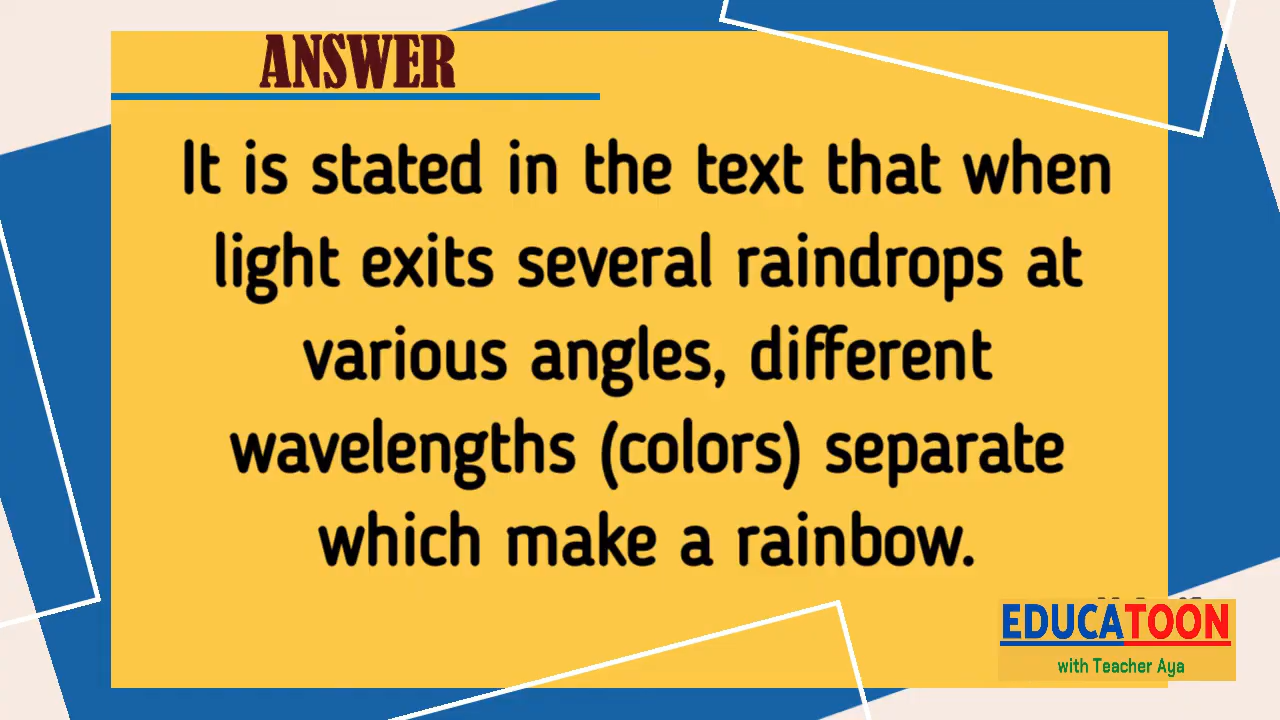 ANSWER
It is stated in the text that when
light exits several raindrops at
various angles, different
wavelengths (colors) separate
which make a rainbow.
EDUCATOON
with Teacher Aya